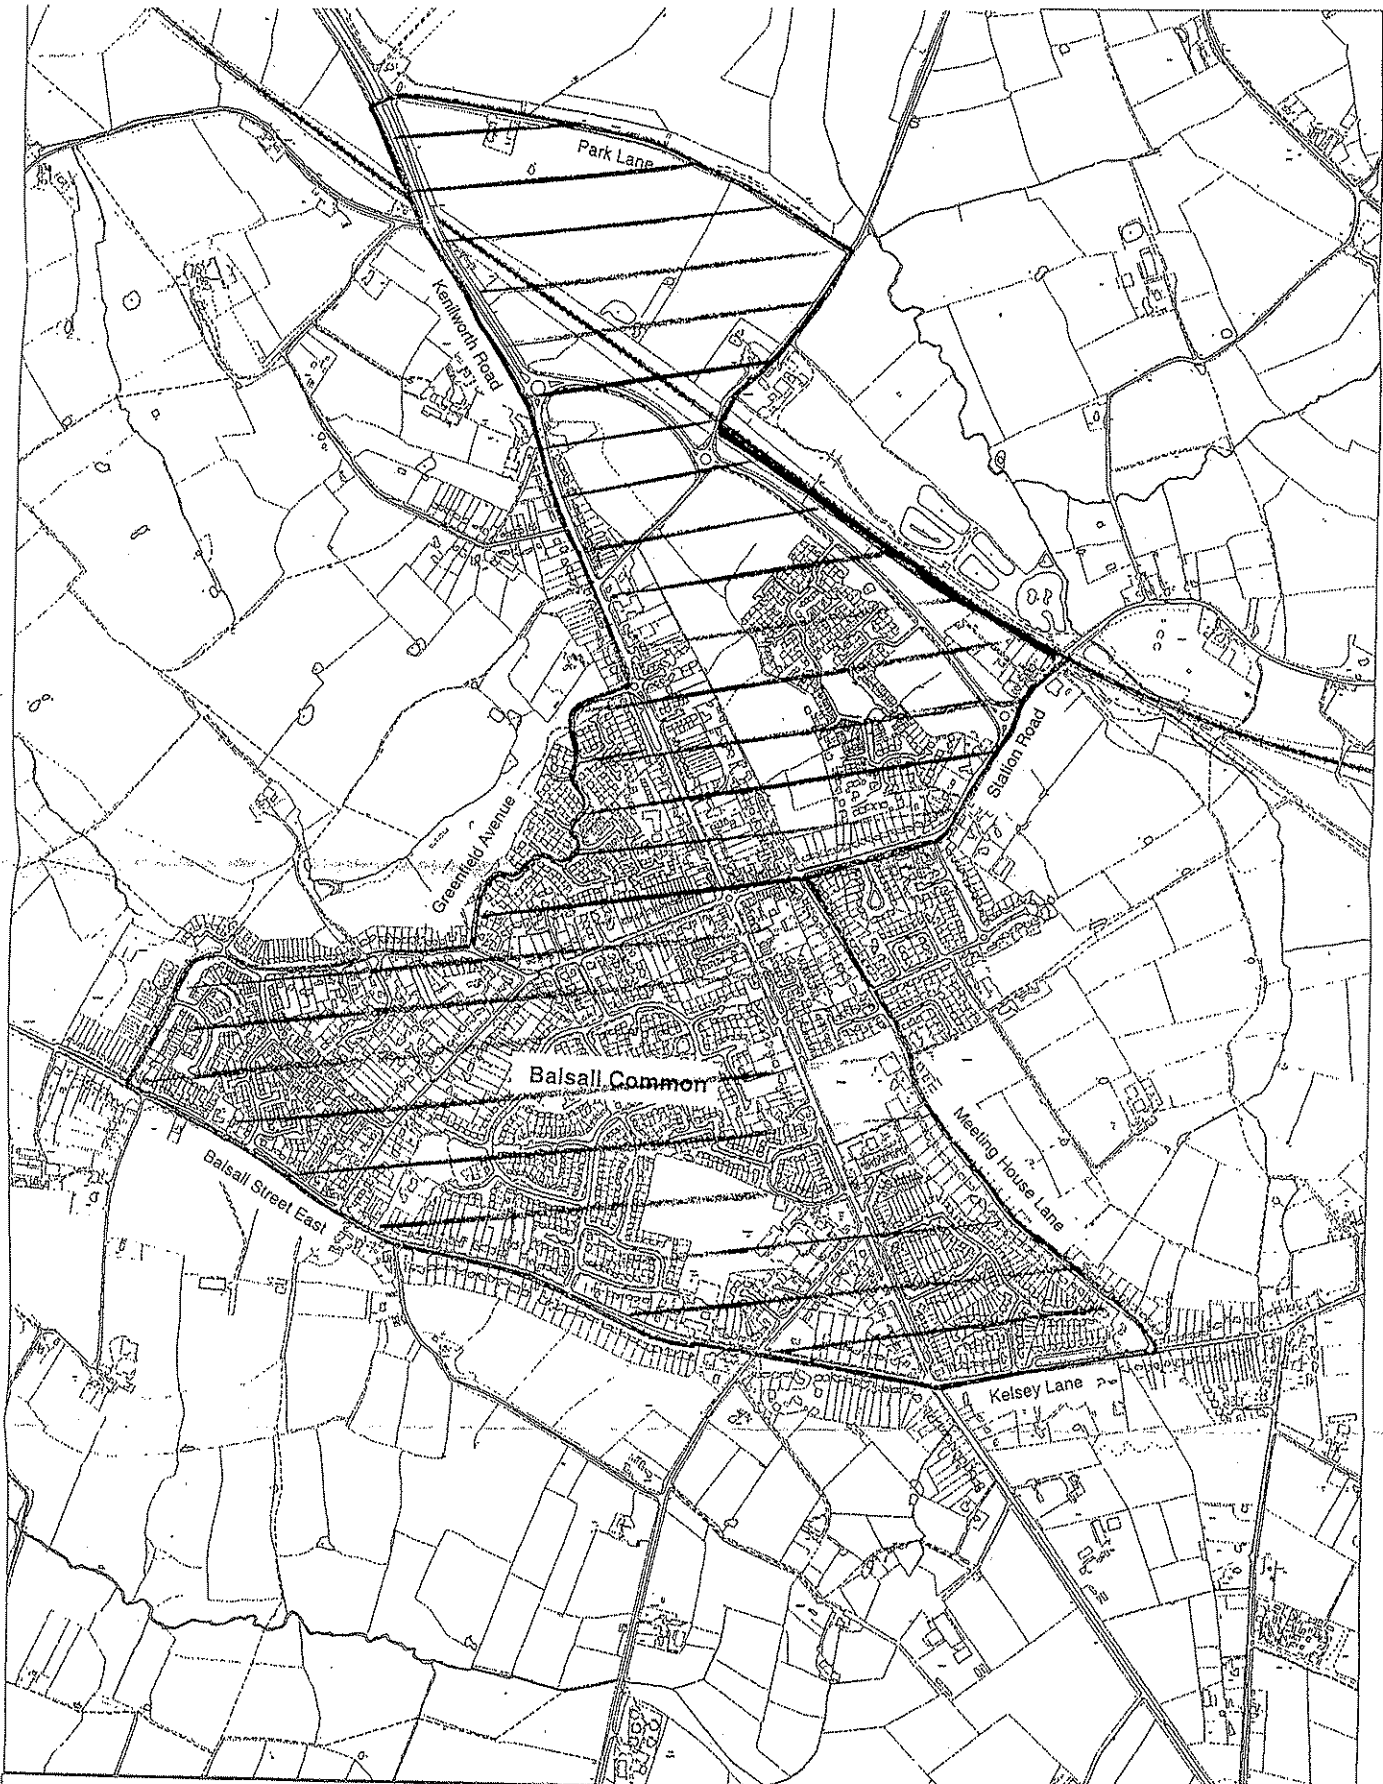 Park Lane
Kenilworth Road
Station Road
Greenfield Avenue
Balsall Common
Meeting House Lane
Balsall Street East
Kelsey Lane